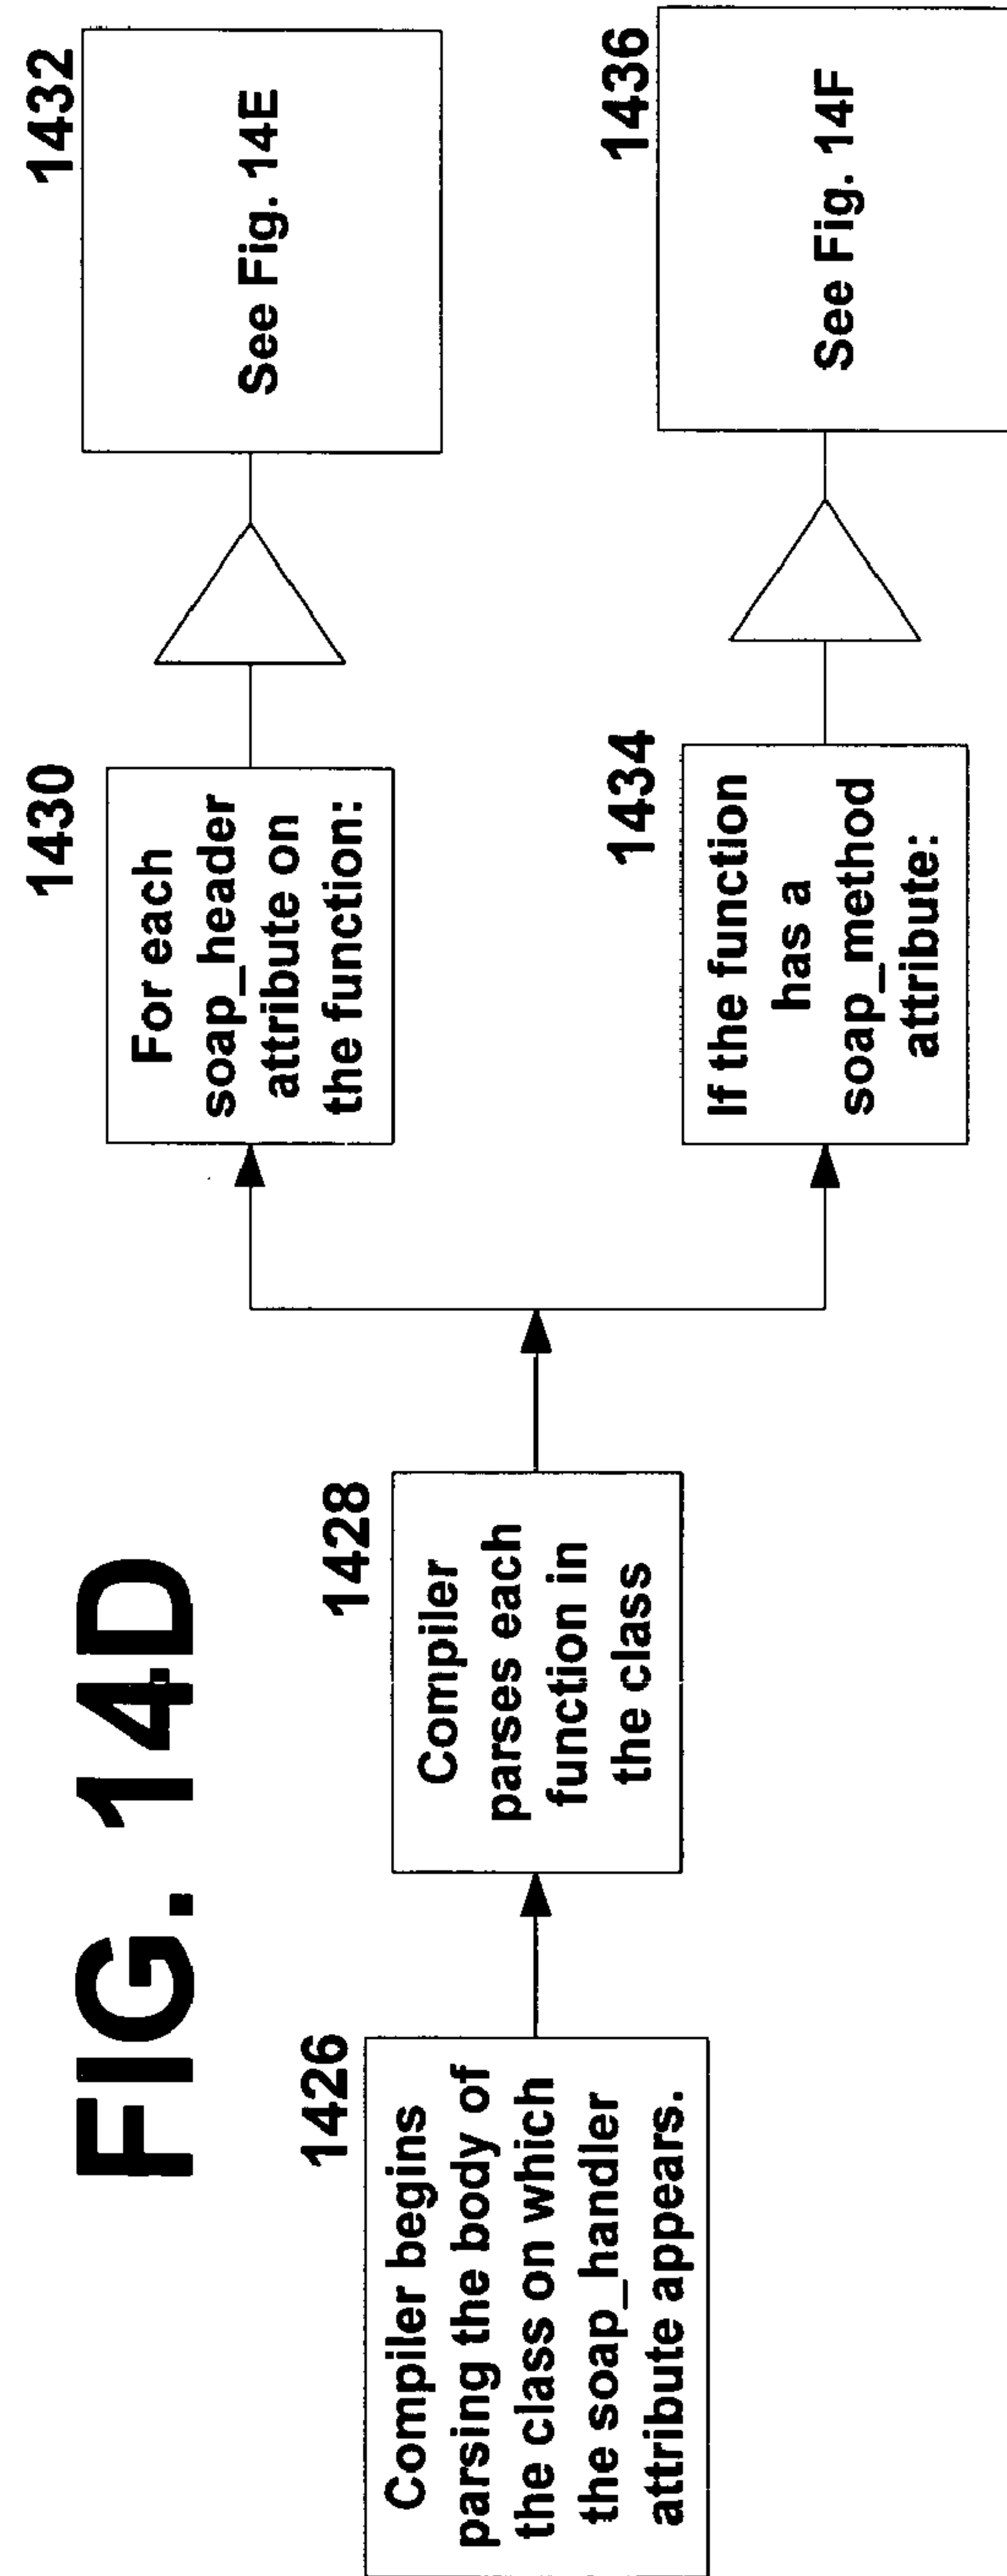 FIG. 14D
1426
Compiler begins
parsing the body of
the class on which
the soap_handler
attribute appears.
1428
Compiler
parses each
function in
the class
1430
For each
soap_header
attribute on
the function:
1432
See Fig. 14E
1434
If the function
has a
soap_method
attribute:
1436
See Fig. 14F